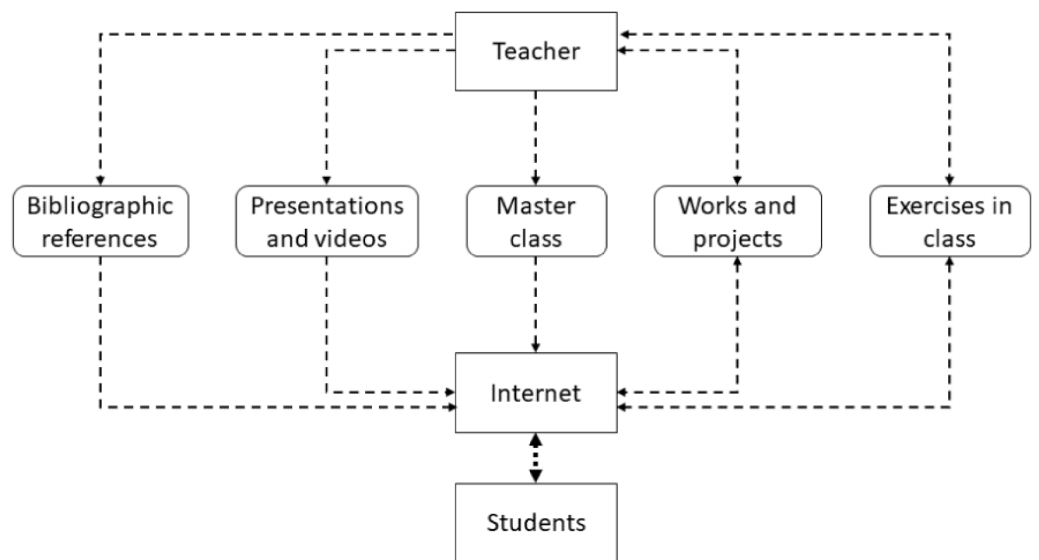 Teacher
Bibliographic
references
Presentations
and videos
Master
class
Works and
projects
Exercises in
class
Internet
Students